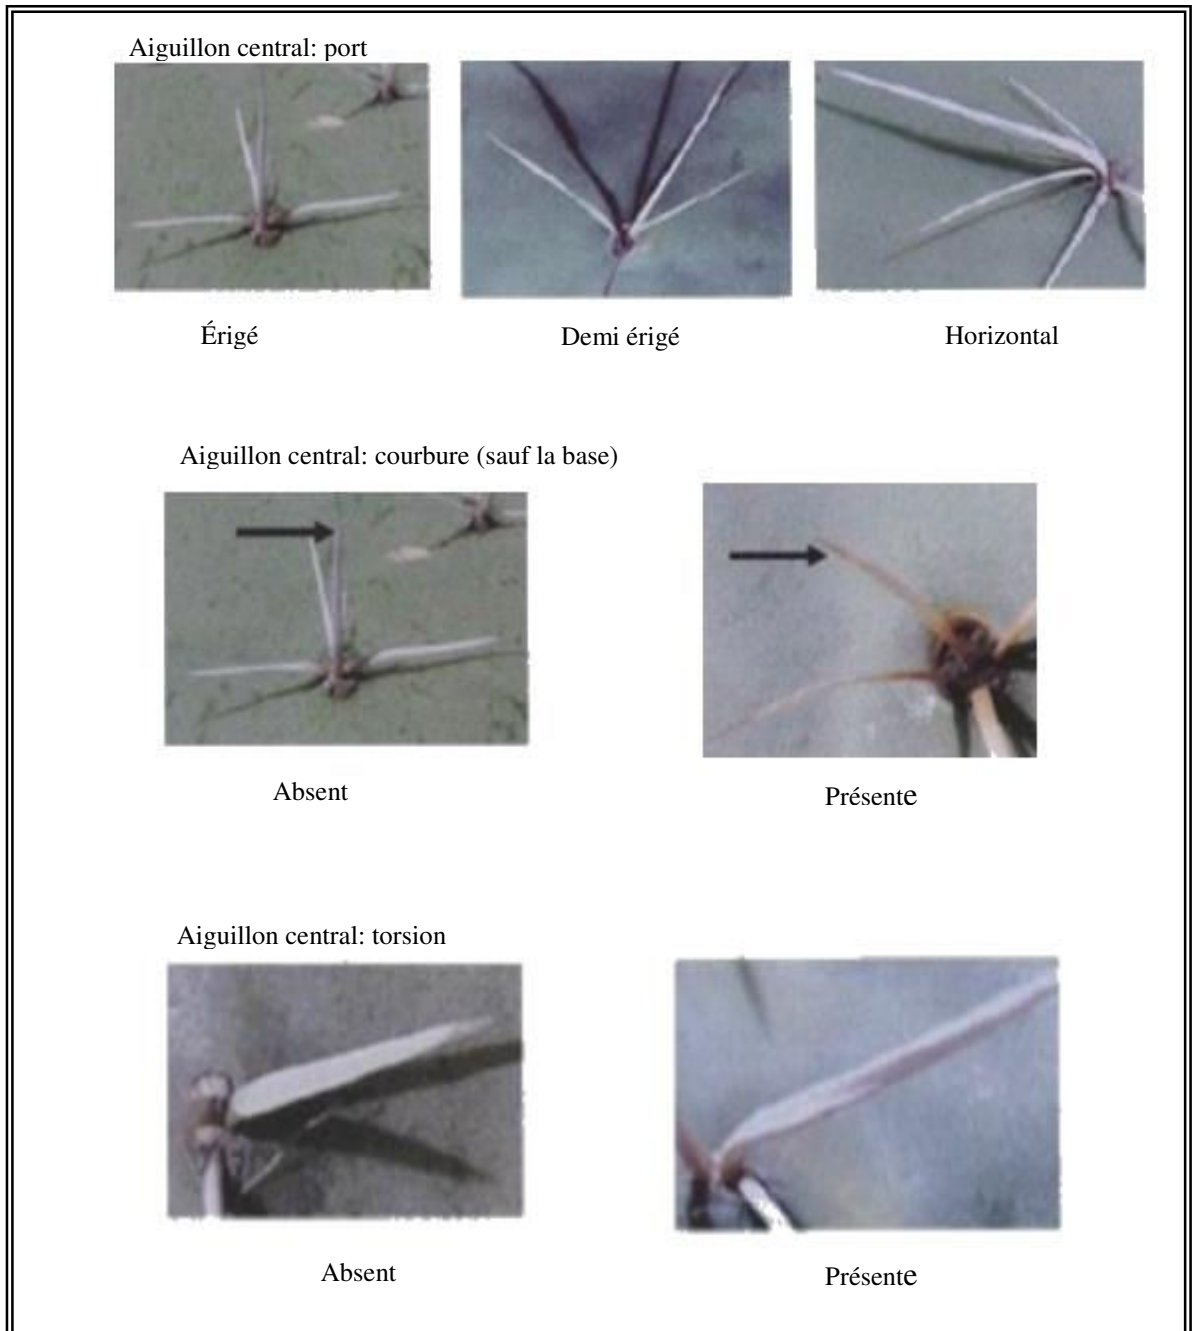 Aiguillon central: port
Érigé Demi érigé Horizontal
Aiguillon central: courbure (sauf la base)
Absent Présente
Aiguillon central: torsion
Absent Présente